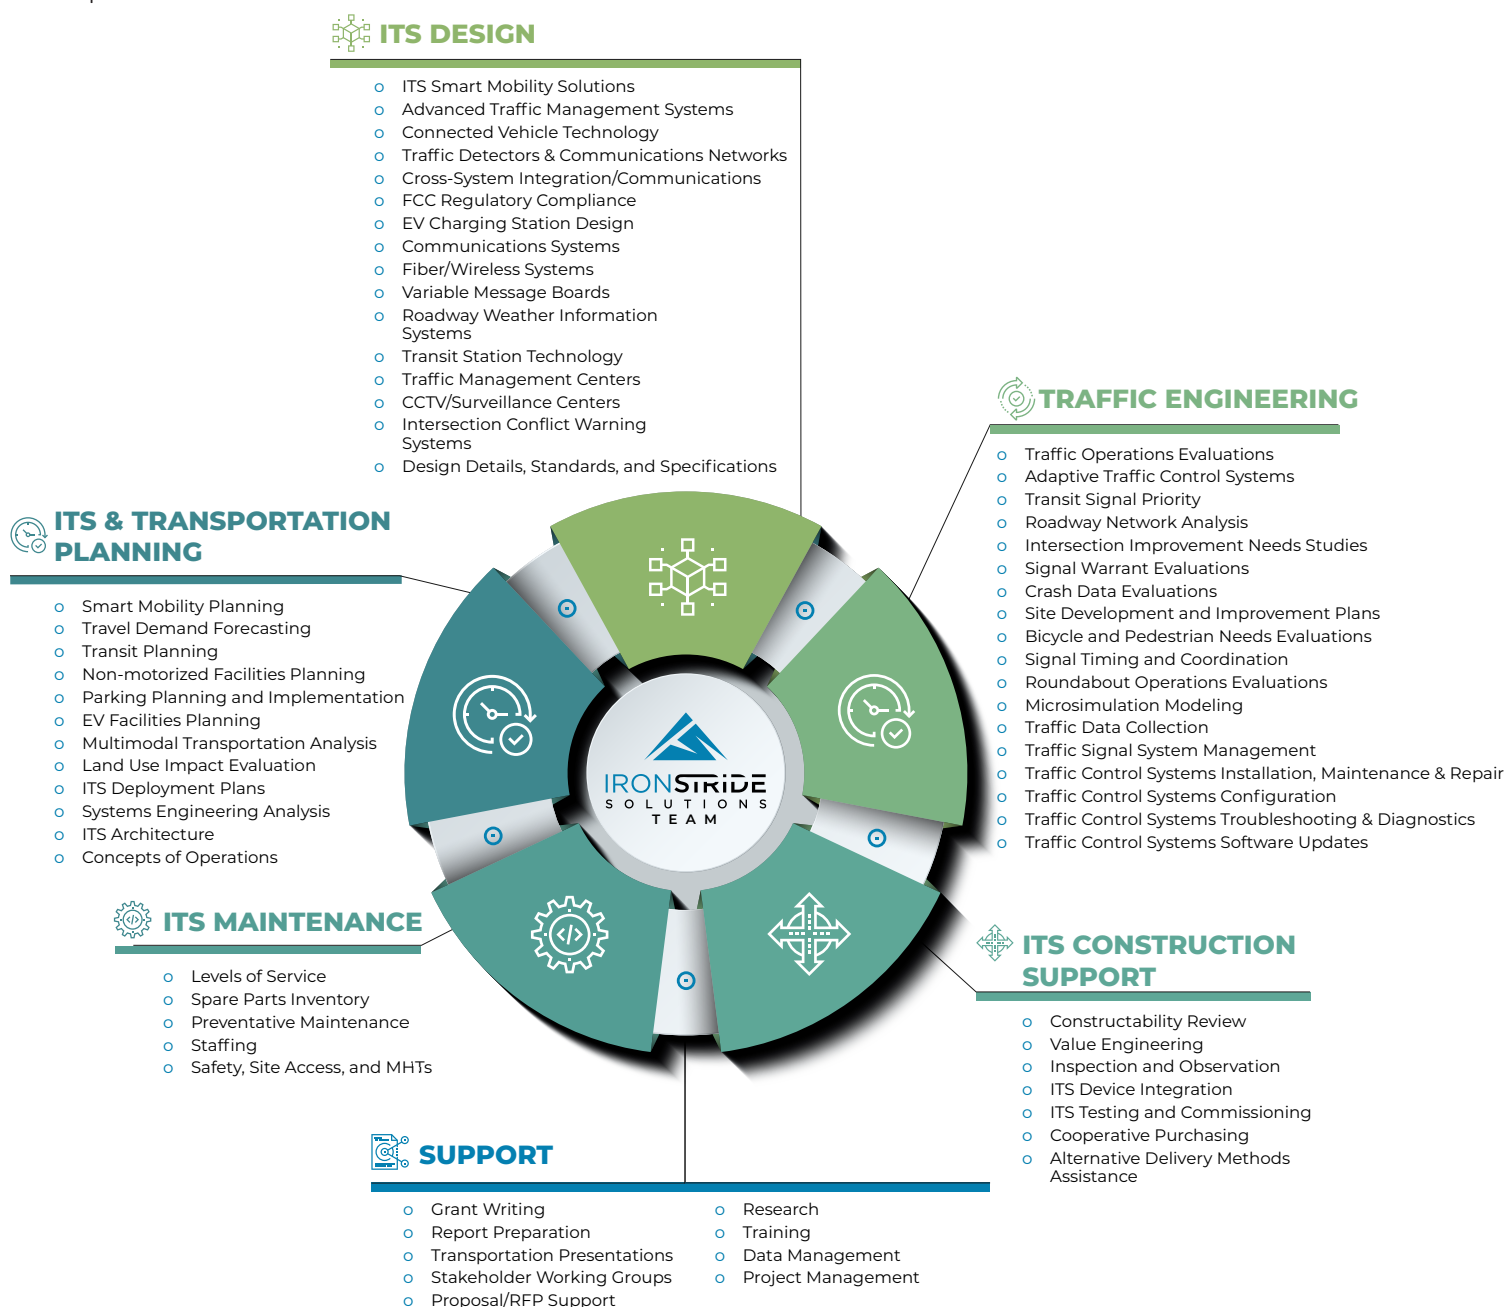 ITS DESIGN
o ITS Smart Mobility Solutions
o Advanced Traffic Management Systems
o Connected Vehicle Technology
o Traffic Detectors & Communications Networks
o Cross-System Integration/Communications
o FCC Regulatory Compliance
o EV Charging Station Design
o Communications Systems
o Fiber/Wireless Systems
o Variable Message Boards
o Roadway Weather Information
Systems
o Transit Station Technology
o Traffic Management Centers
o CCTV/Surveillance Centers
o Intersection Conflict Warning
Systems
o Design Details, Standards, and Specifications
TRAFFIC ENGINEERING
o Traffic Operations Evaluations
o Adaptive Traffic Control Systems
o Transit Signal Priority
o Roadway Network Analysis
o Intersection Improvement Needs Studies
o Signal Warrant Evaluations
o Crash Data Evaluations
o Site Development and Improvement Plans
o Bicycle and Pedestrian Needs Evaluations
o Signal Timing and Coordination
o Roundabout Operations Evaluations
o Microsimulation Modeling
o Traffic Data Collection
o Traffic Signal System Management
o Traffic Control Systems Installation, Maintenance & Repair
o Traffic Control Systems Configuration
o Traffic Control Systems Troubleshooting & Diagnostics
o Traffic Control Systems Software Updates
ITS & TRANSPORTATION
PLANNING
o Smart Mobility Planning
o Travel Demand Forecasting
o Transit Planning
o Non-motorized Facilities Planning
o Parking Planning and Implementation
o EV Facilities Planning
o Multimodal Transportation Analysis
o Land Use Impact Evaluation
o ITS Deployment Plans
o Systems Engineering Analysis
o ITS Architecture
o Concepts of Operations
IRONSTRIDE
SOLUTIONS
TEAM
</>
ITS MAINTENANCE
o Levels of Service
o Spare Parts Inventory
o Preventative Maintenance
o Staffing
o Safety, Site Access, and MHTs
ITS CONSTRUCTION
SUPPORT
o Constructability Review
o Value Engineering
o Inspection and Observation
o ITS Device Integration
o ITS Testing and Commissioning
o Cooperative Purchasing
o Alternative Delivery Methods
Assistance
SUPPORT
o Grant Writing
o Report Preparation
o Transportation Presentations
o Stakeholder Working Groups
o Proposal/RFP Support
o Research
o Training
o Data Management
o Project Management